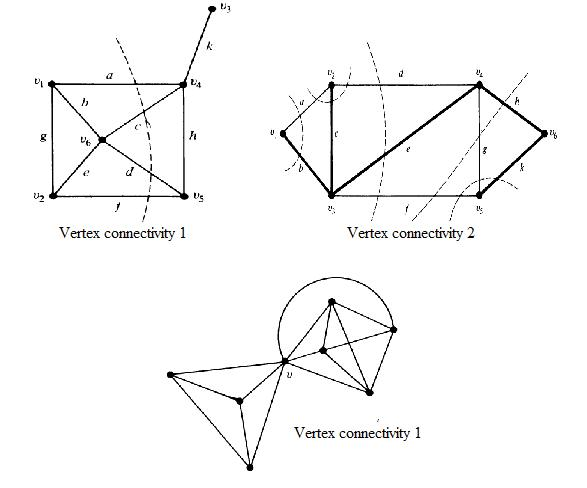 v₃
k
v₁ a v₄
b
g v₆ c h
e d
v₂ f v₅
Vertex connectivity 1
v₂ d v₄
a h
v₁ c e g v₆
b k
v₃ f v₅
Vertex connectivity 2
υ
Vertex connectivity 1